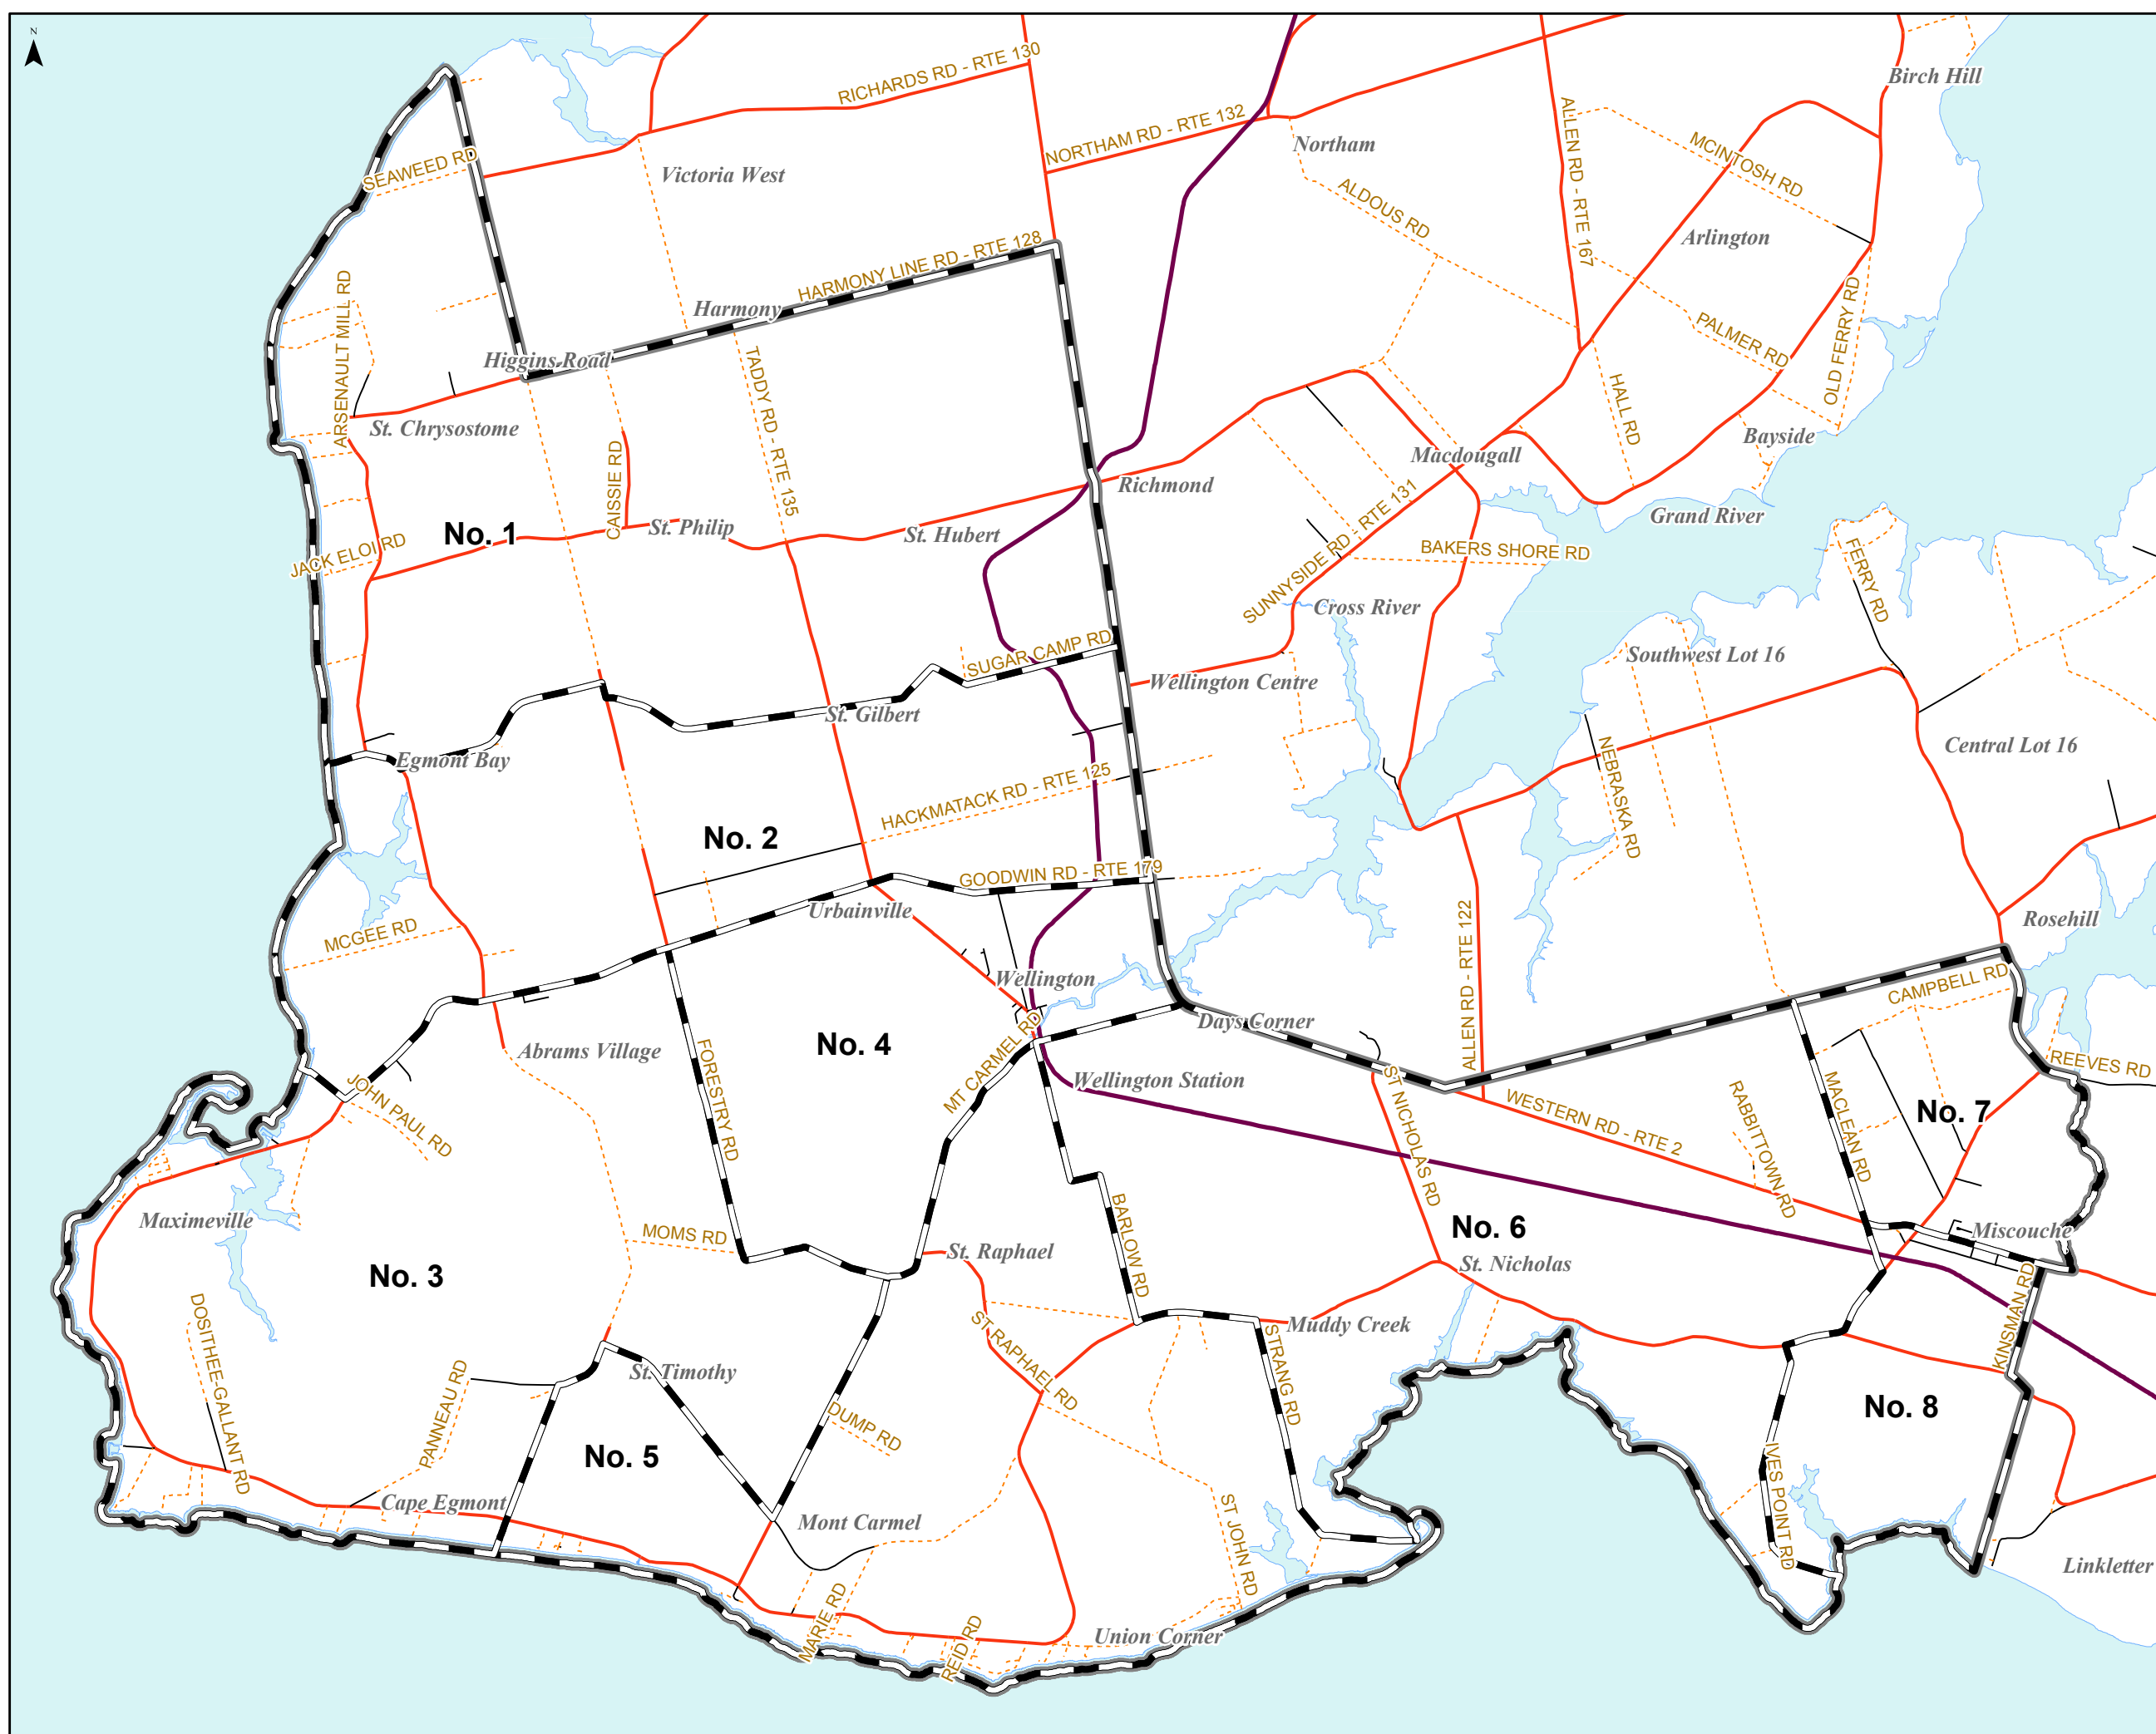 N
Birch Hill
RICHARDS RD - RTE 130
NORTHAM RD - RTE 132
Northam
ALLEN RD - RTE 167
MCINTOSH RD
SEAWEED RD
Victoria West
ALDOUS RD
Arlington
HARMONY LINE RD - RTE 128
Harmony
ARSENAULT MILL RD
Higgins Road
TADDY RD - RTE 135
PALMER RD
OLD FERRY RD
HALL RD
St. Chrysostome
CAISSIE RD
Macdougall
Bayside
Richmond
No. 1
St. Philip
St. Hubert
Grand River
JACK ELOI RD
SUNNYSIDE RD - RTE 131
BAKERS SHORE RD
FERRY RD
Cross River
SUGAR CAMP RD
Southwest Lot 16
Wellington Centre
St. Gilbert
Egmont Bay
Central Lot 16
NEBRASKA RD
HACKMATACK RD - RTE 125
No. 2
GOODWIN RD - RTE 179
Urbainville
MCGEE RD
Rosehill
ALLEN RD - RTE 122
Wellington
CAMPBELL RD
Days Corner
No. 4
Abrams Village
FORESTRY RD
MT CARMEL RD
REEVES RD
Wellington Station
JOHN PAUL RD
ST NICHOLAS RD
WESTERN RD - RTE 2
RABBITTOWN RD
MACLEAN RD
No. 7
Maximeville
MOMS RD
St. Raphael
BARLOW RD
No. 6
St. Nicholas
Miscouche
No. 3
KINSMAN RD
DOSITHEE-GALLANT RD
ST RAPHAEL RD
Muddy Creek
STRANG RD
PANNEAU RD
St. Timothy
DUMP RD
No. 8
No. 5
IVES POINT RD
Cape Egmont
Mont Carmel
ST JOHN RD
Linkletter
MARIE RD
REID RD
Union Corner